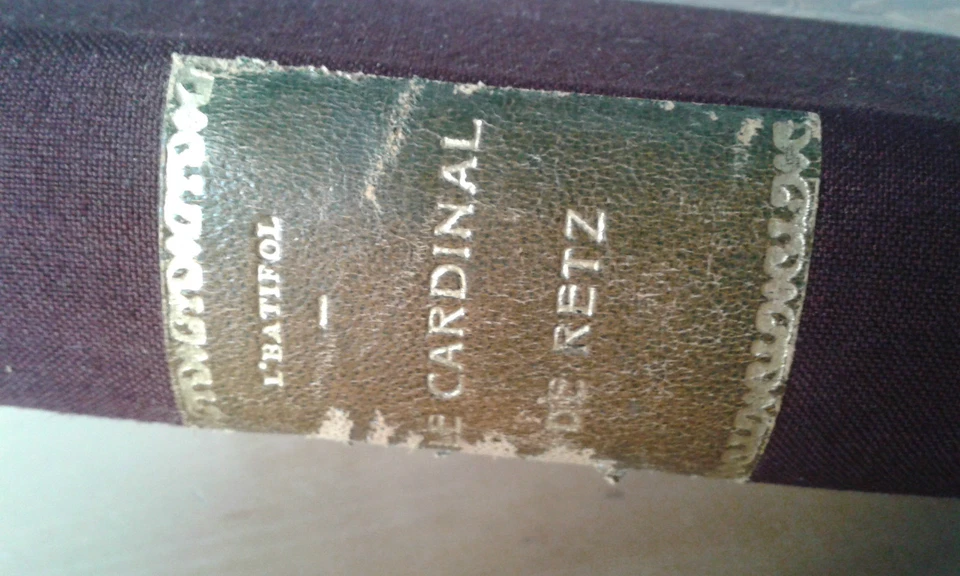 L'BATIFOL
LE CARDINAL
DE RETZ